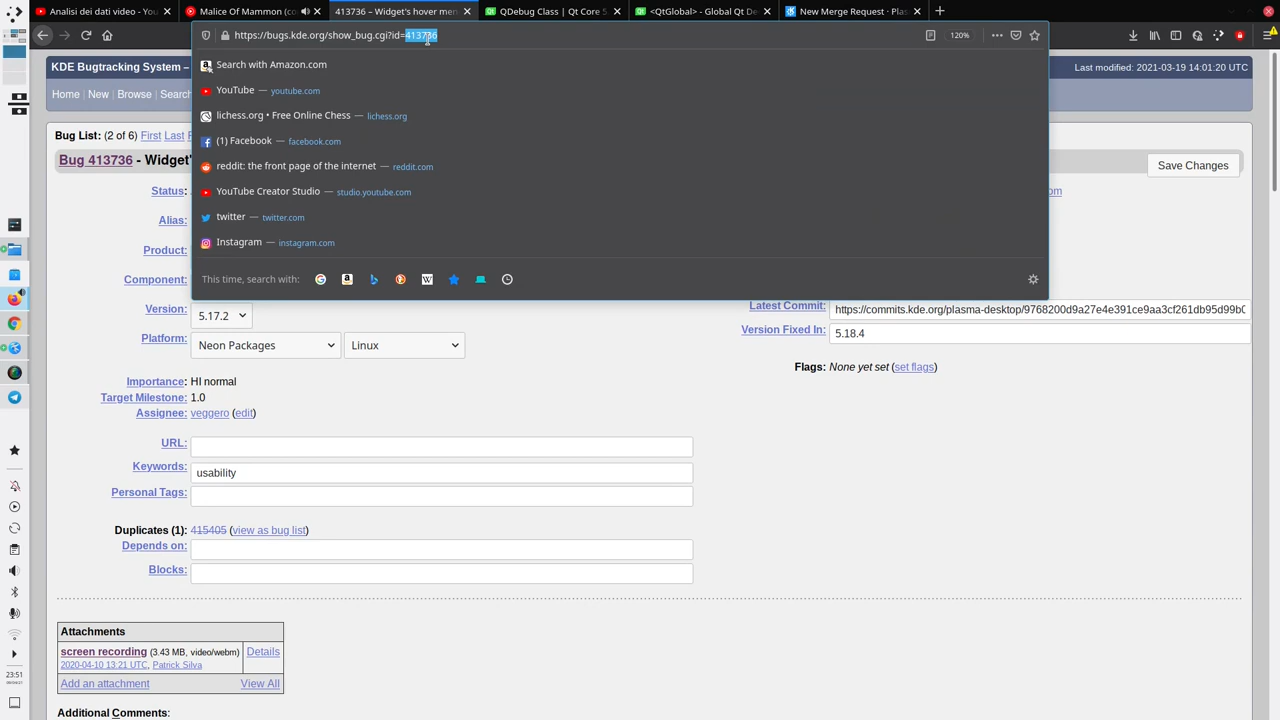 Analisi dei dati video - You
Malice Of Mammon (co
413736 – Widget's hover men
QDebug Class | Qt Core 5
<QtGlobal> - Global Qt De
New Merge Request · Plas
https://bugs.kde.org/show_bug.cgi?id=413736
120%
Search with Amazon.com
YouTube — youtube.com
lichess.org • Free Online Chess — lichess.org
(1) Facebook — facebook.com
reddit: the front page of the internet — reddit.com
YouTube Creator Studio — studio.youtube.com
twitter — twitter.com
Instagram — instagram.com
This time, search with:
KDE Bugtracking System –
Last modified: 2021-03-19 14:01:20 UTC
Home | New | Browse | Search
Bug List: (2 of 6) First Last
Bug 413736 - Widget's
Save Changes
Status:
om
Alias:
Product:
Component:
Version: 5.17.2
Latest Commit: https://commits.kde.org/plasma-desktop/9768200d9a27e4e391ce9aa3cf261db95d99b0
Version Fixed In: 5.18.4
Platform: Neon Packages Linux
Flags: None yet set (set flags)
Importance: HI normal
Target Milestone: 1.0
Assignee: veggero (edit)
URL:
Keywords: usability
Personal Tags:
Duplicates (1): 415405 (view as bug list)
Depends on:
Blocks:
Attachments
screen recording (3.43 MB, video/webm) Details
2020-04-10 13:21 UTC, Patrick Silva
Add an attachment View All
Additional Comments:
23:51